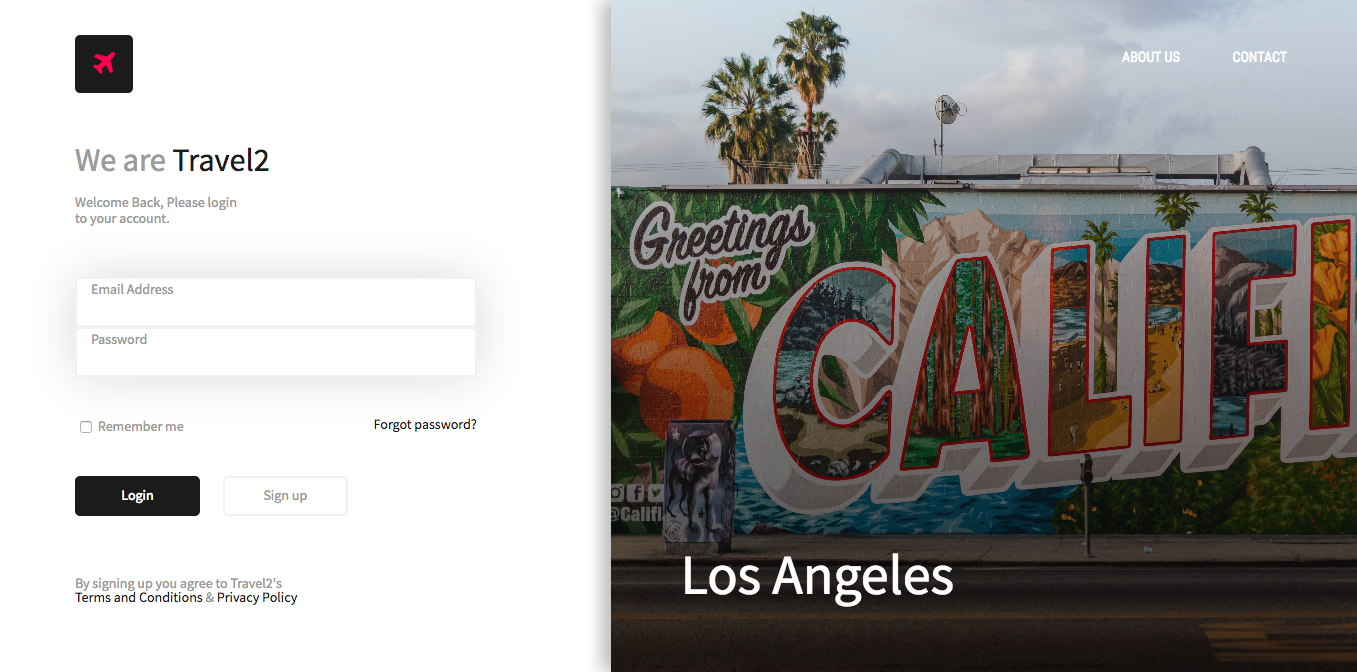 We are Travel2
Welcome Back, Please login
to your account.
Email Address
Password
Remember me
Forgot password?
Login
Sign up
By signing up you agree to Travel2's
Terms and Conditions & Privacy Policy
ABOUT US
CONTACT
Greetings
from
CALIF
Los Angeles